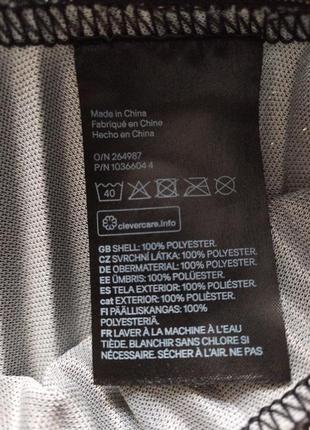 Made in China
Fabriqué en Chine
Hecho en China
O/N 264987
P/N 1036604 4
40
clevercare.info
GB SHELL: 100% POLYESTER.
CZ SVRCHNÍ LÁTKA: 100% POLYESTER.
DE OBERMATERIAL: 100% POLYESTER.
EE ÜMBRIS: 100% POLÜESTER.
ES TELA EXTERIOR: 100% POLIÉSTER.
cat EXTERIOR: 100% POLIÈSTER.
FI PÄÄLLISKANGAS: 100%
POLYESTERIÄ.
FR LAVER À LA MACHINE À L'EAU
TIÈDE. BLANCHIR SANS CHLORE SI
NÉCESSAIRE. SÉCHER À L'AIR. NE PAS